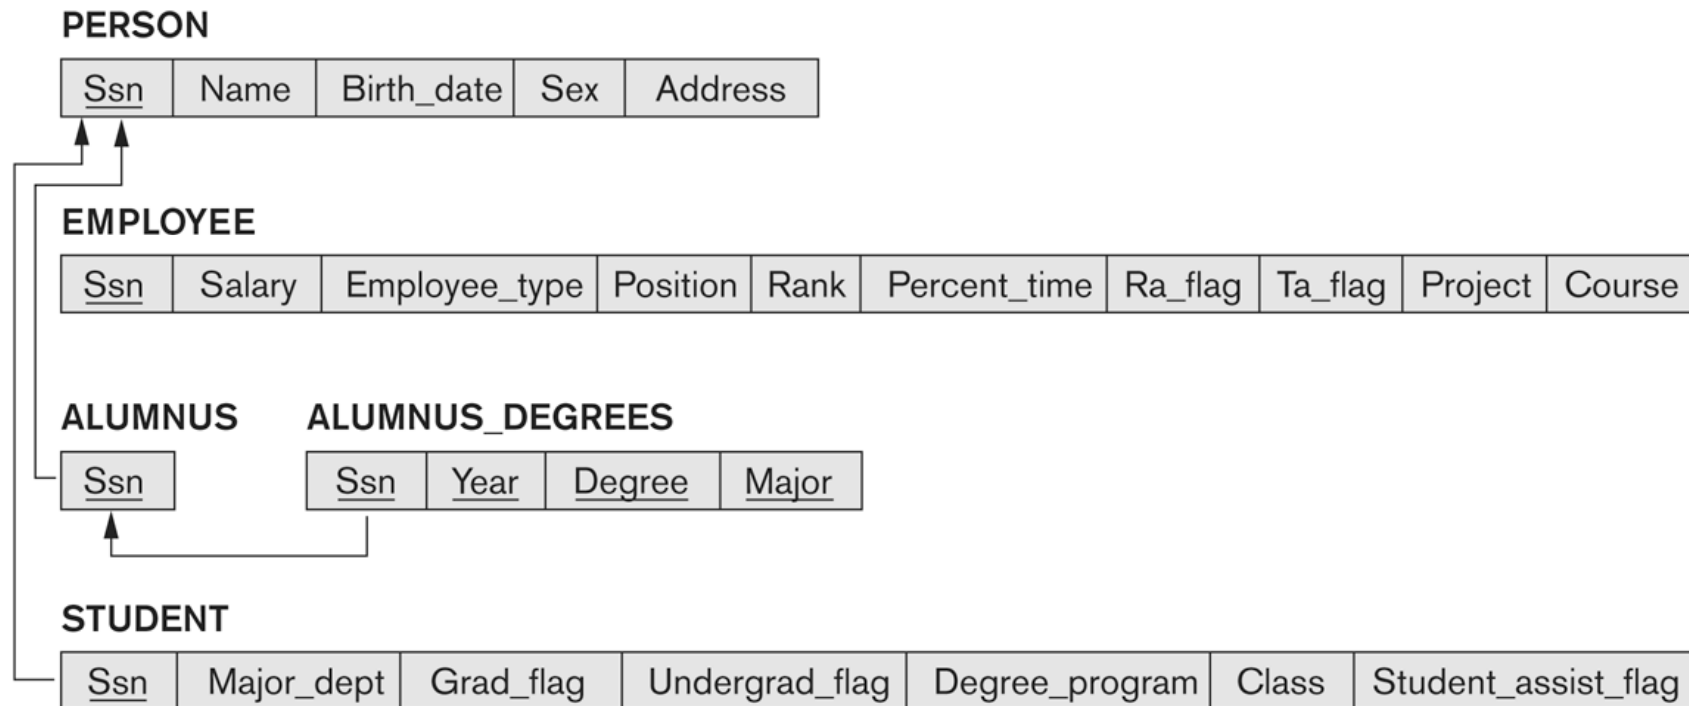 PERSON
Ssn Name Birth_date Sex Address
EMPLOYEE
Ssn Salary Employee_type Position Rank Percent_time Ra_flag Ta_flag Project Course
ALUMNUS ALUMNUS_DEGREES
Ssn Ssn Year Degree Major
STUDENT
Ssn Major_dept Grad_flag Undergrad_flag Degree_program Class Student_assist_flag